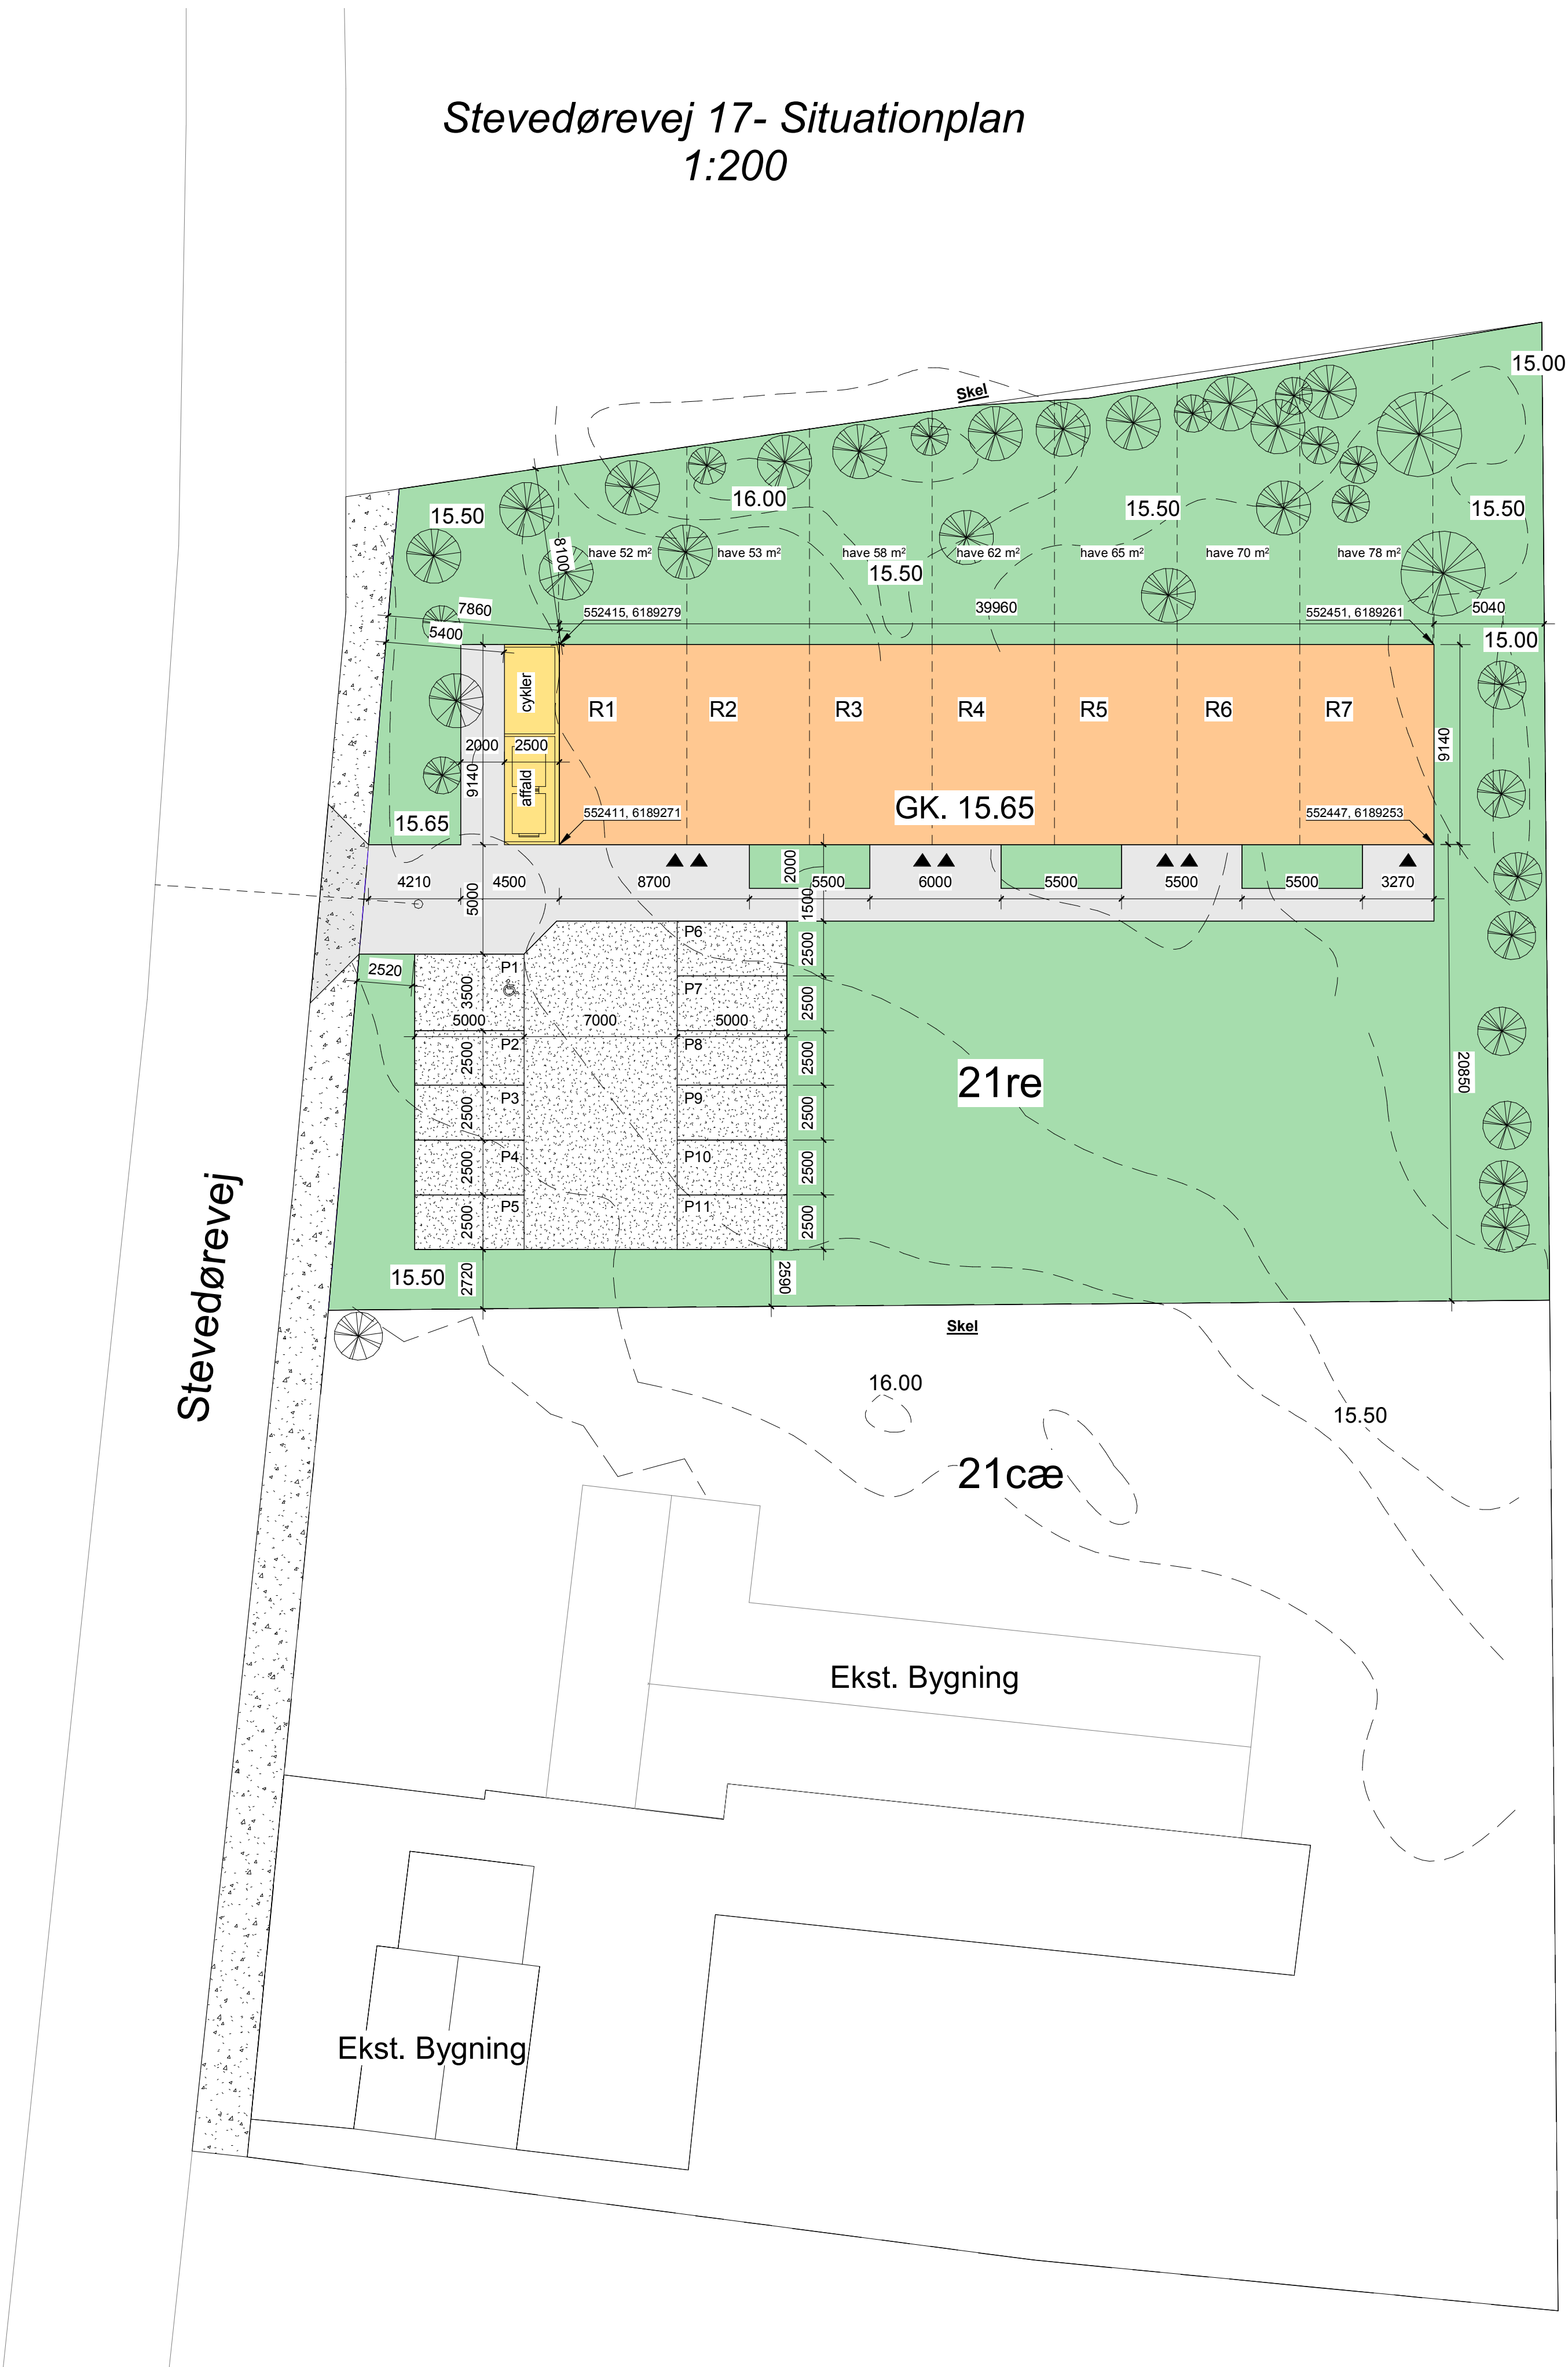 Stevedørevej 17- Situationplan
1:200
Skel
15.00
16.00
15.50
15.50
15.50
have 52 m²
have 53 m²
have 58 m²
have 62 m²
have 65 m²
have 70 m²
have 78 m²
8100
15.50
7860
552415, 6189279
39960
552451, 6189261
5040
5400
15.00
cykler
R1
R2
R3
R4
R5
R6
R7
2000
2500
9140
9140
affald
GK. 15.65
552411, 6189271
552447, 6189253
15.65
2000
4210
4500
8700
5500
6000
5500
5500
5500
3270
5000
1500
P6
2500
2520
P1
3500
P7
2500
5000
7000
5000
P2
2500
P8
2500
21re
20850
P3
2500
P9
2500
P4
2500
P10
2500
P5
2500
P11
2500
15.50
2720
2590
Skel
Stevedørevej
16.00
15.50
21cæ
Ekst. Bygning
Ekst. Bygning